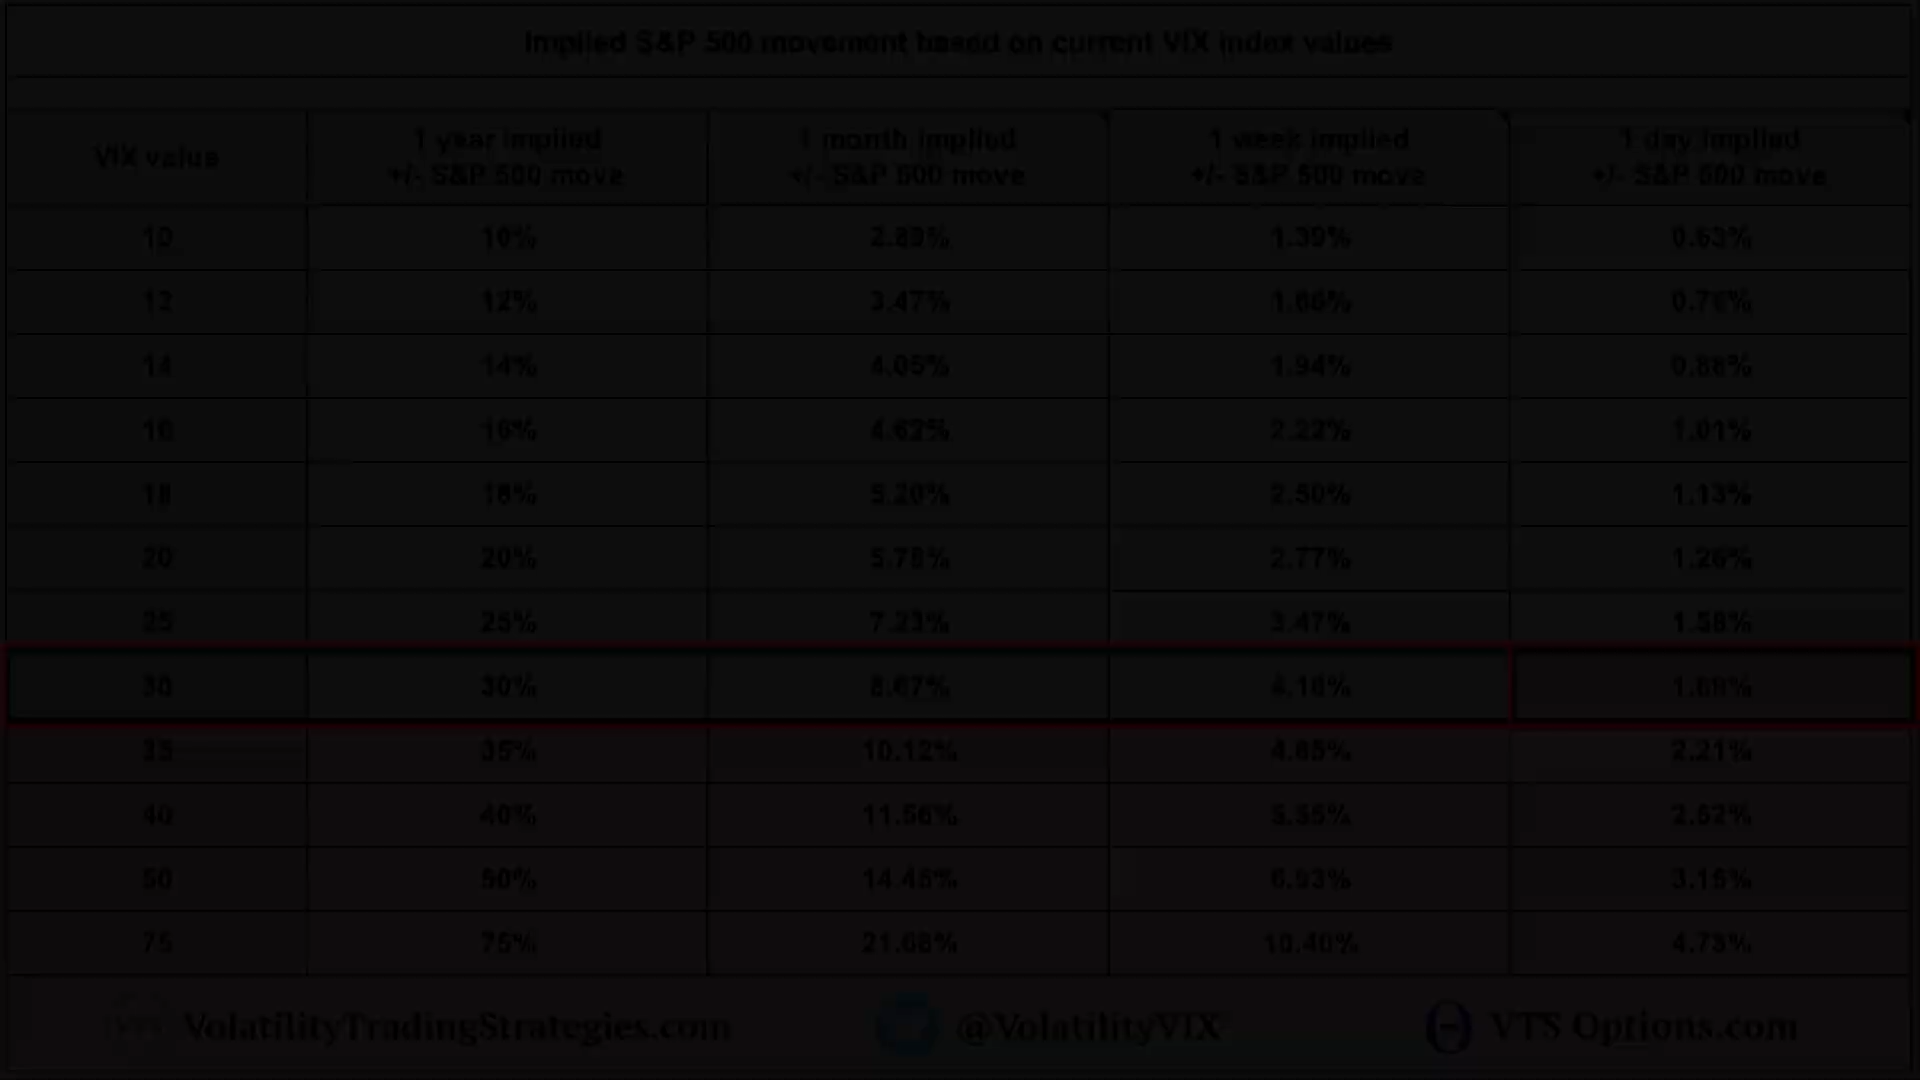 Implied S&P 500 movement based on current VIX index values
VIX value
1 year implied
+/- S&P 500 move
1 month implied
+/- S&P 500 move
1 week implied
+/- S&P 500 move
1 day implied
+/- S&P 500 move
10 10% 2.89% 1.39% 0.63%
12 12% 3.47% 1.66% 0.76%
14 14% 4.05% 1.94% 0.88%
16 16% 4.62% 2.22% 1.01%
18 18% 5.20% 2.50% 1.13%
20 20% 5.78% 2.77% 1.26%
25 25% 7.23% 3.47% 1.58%
30 30% 8.67% 4.16% 1.89%
35 35% 10.12% 4.85% 2.21%
40 40% 11.56% 5.55% 2.52%
50 50% 14.45% 6.93% 3.15%
75 75% 21.68% 10.40% 4.73%
VolatilityTradingStrategies.com @VolatilityVIX VTS Options.com